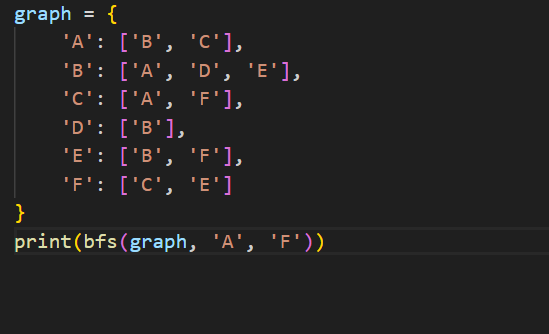 graph = {
    'A': ['B', 'C'],
    'B': ['A', 'D', 'E'],
    'C': ['A', 'F'],
    'D': ['B'],
    'E': ['B', 'F'],
    'F': ['C', 'E']
}
print(bfs(graph, 'A', 'F'))